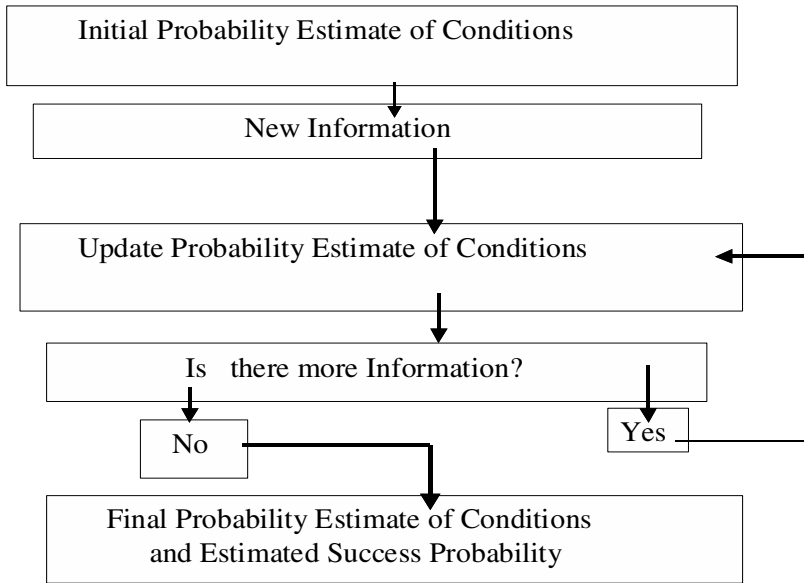 Initial Probability Estimate of Conditions
New Information
Update Probability Estimate of Conditions
Is there more Information?
No
Yes
Final Probability Estimate of Conditions
and Estimated Success Probability